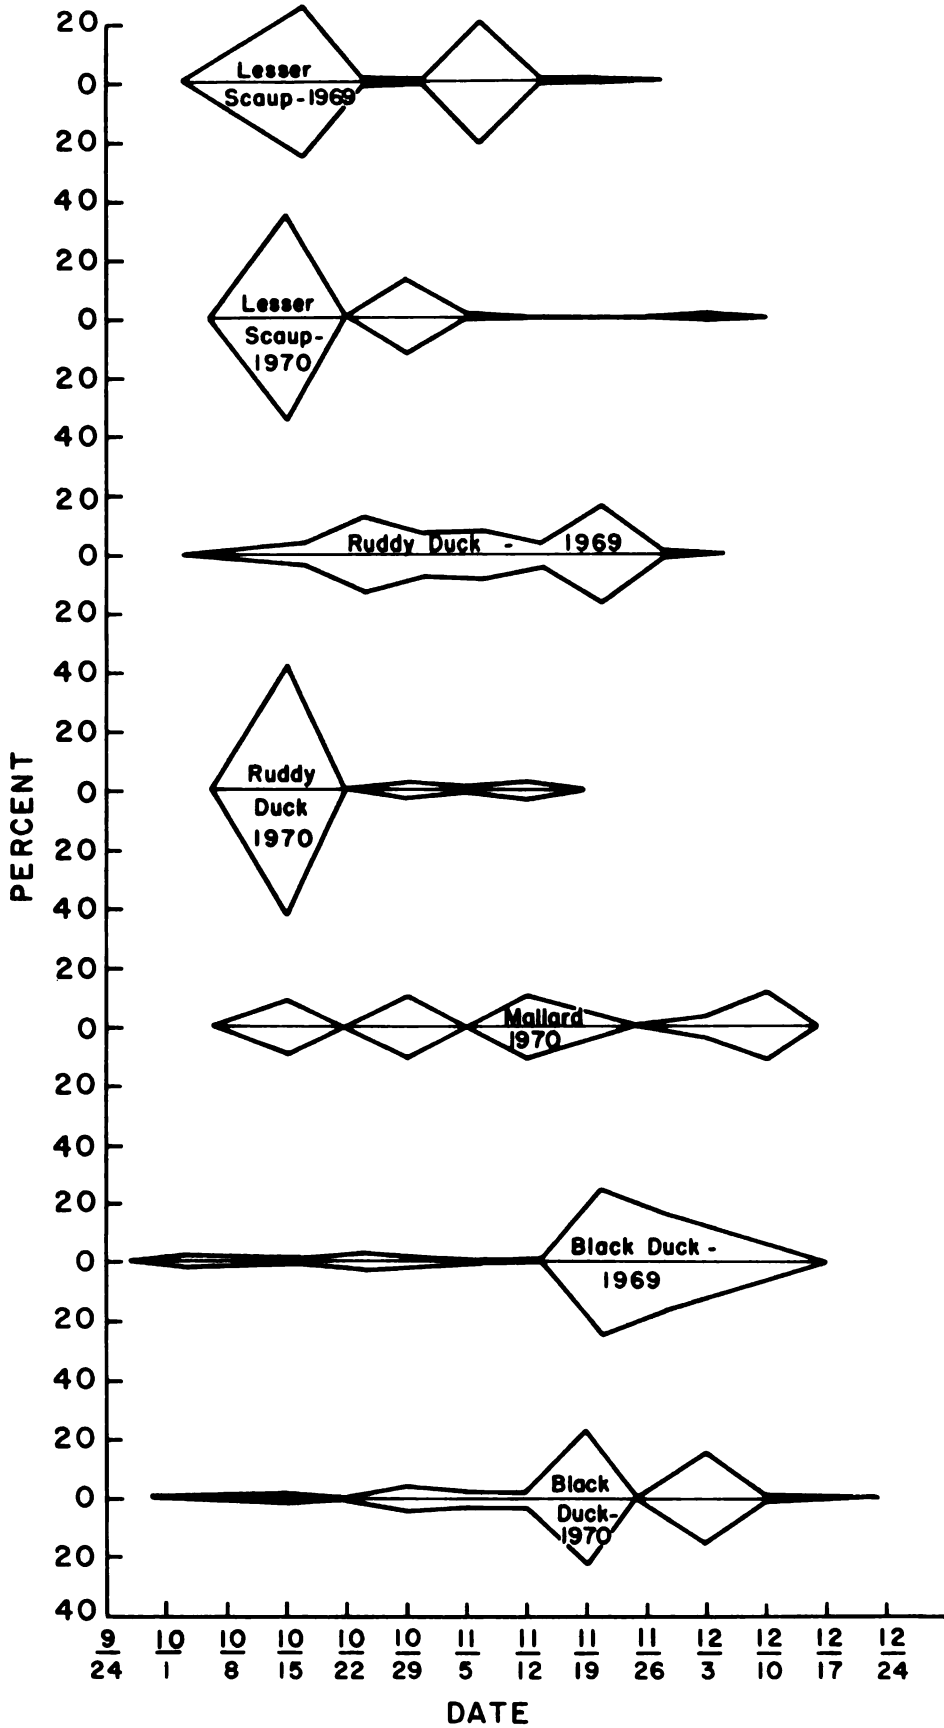 20
Lesser
0
Scaup-1969
20
40
20
Lesser
0
Scaup-
1970
20
40
20
Ruddy Duck - 1969
0
20
40
20
Ruddy
0
Duck
1970
20
40
20
Mallard
0
1970
20
40
20
Black Duck-
0
1969
20
40
20
Black
0
Duck-
1970
20
40
PERCENT
9 10 10 10 10 10 11 11 11 11 12 12 12 12
24 1 8 15 22 29 5 12 19 26 3 10 17 24
DATE